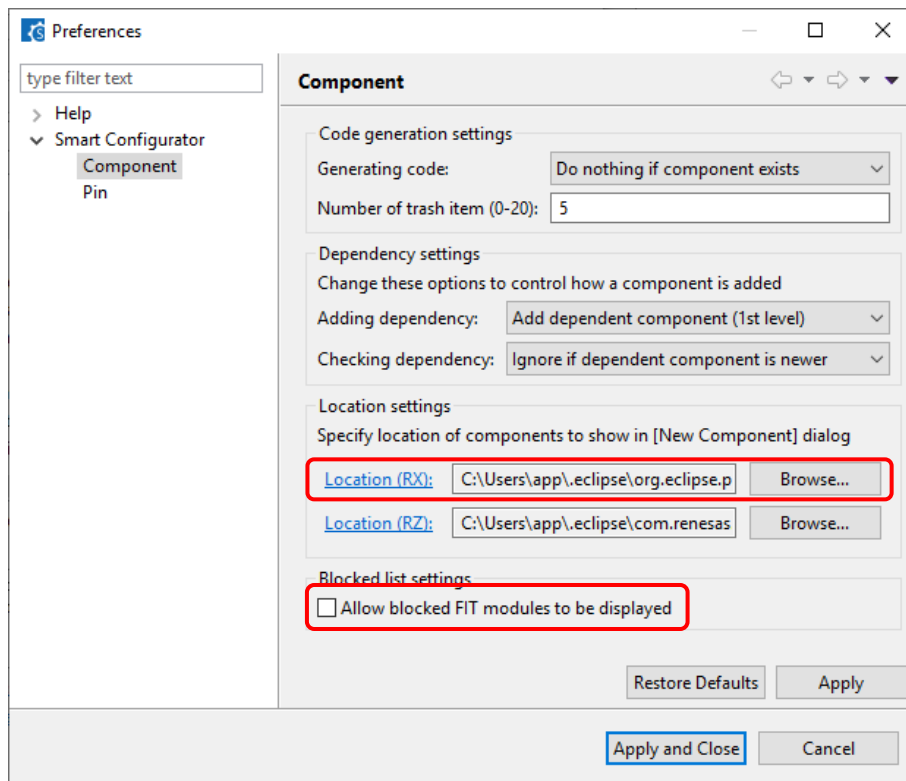 Preferences
type filter text
Component
Help
Smart Configurator
Component
Pin
Code generation settings
Generating code: Do nothing if component exists
Number of trash item (0-20): 5
Dependency settings
Change these options to control how a component is added
Adding dependency: Add dependent component (1st level)
Checking dependency: Ignore if dependent component is newer
Location settings
Specify location of components to show in [New Component] dialog
Location (RX): C:\Users\app\.eclipse\org.eclipse.p Browse...
Location (RZ): C:\Users\app\.eclipse\com.renesas Browse...
Blocked list settings
Allow blocked FIT modules to be displayed
Restore Defaults Apply
Apply and Close Cancel